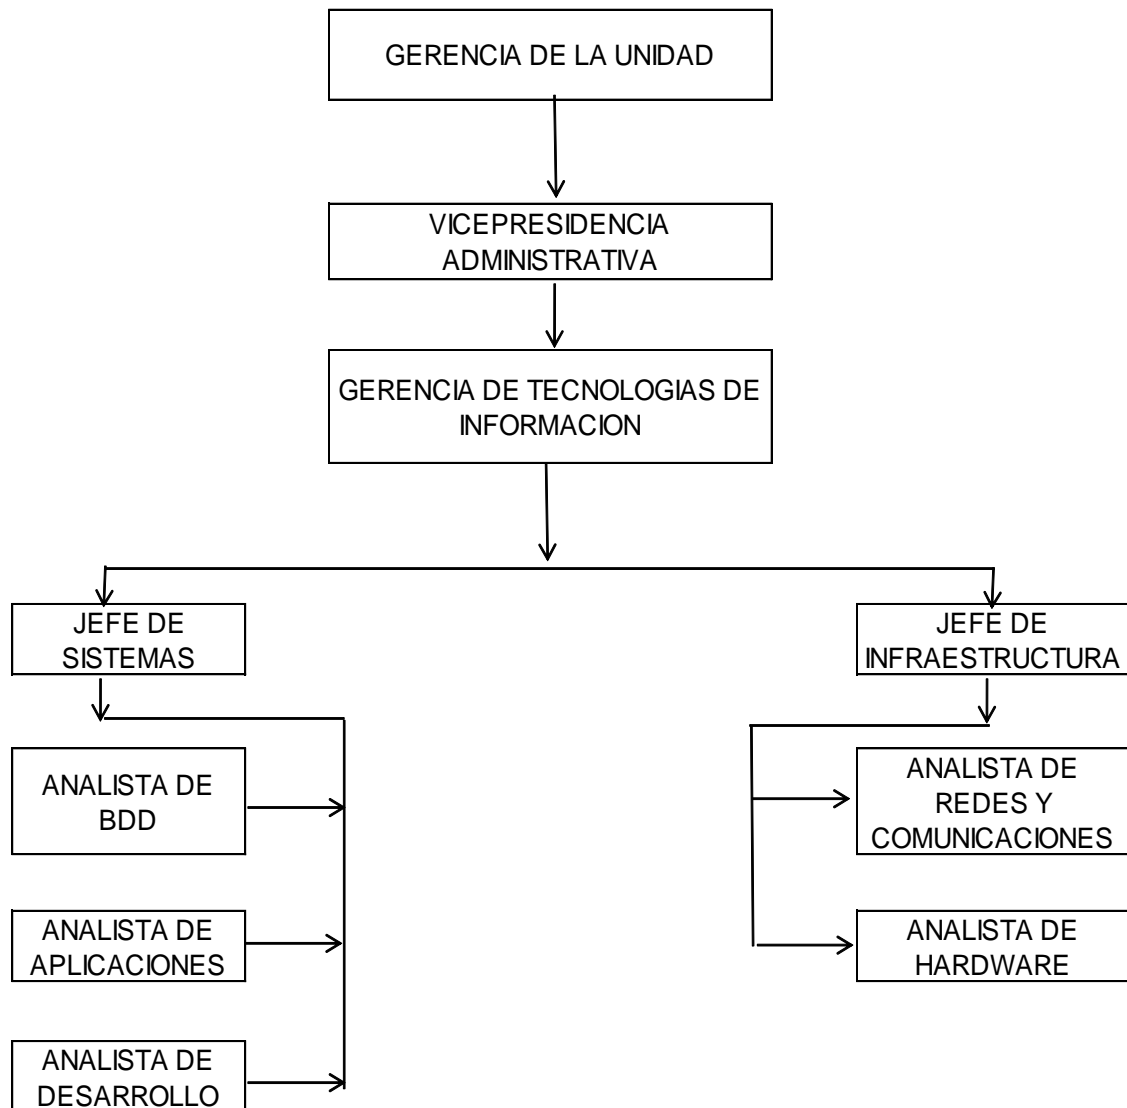 GERENCIA DE LA UNIDAD
VICEPRESIDENCIA
ADMINISTRATIVA
GERENCIA DE TECNOLOGIAS DE
INFORMACION
JEFE DE
SISTEMAS
JEFE DE
INFRAESTRUCTURA
ANALISTA DE
BDD
ANALISTA DE
REDES Y
COMUNICACIONES
ANALISTA DE
APLICACIONES
ANALISTA DE
HARDWARE
ANALISTA DE
DESARROLLO